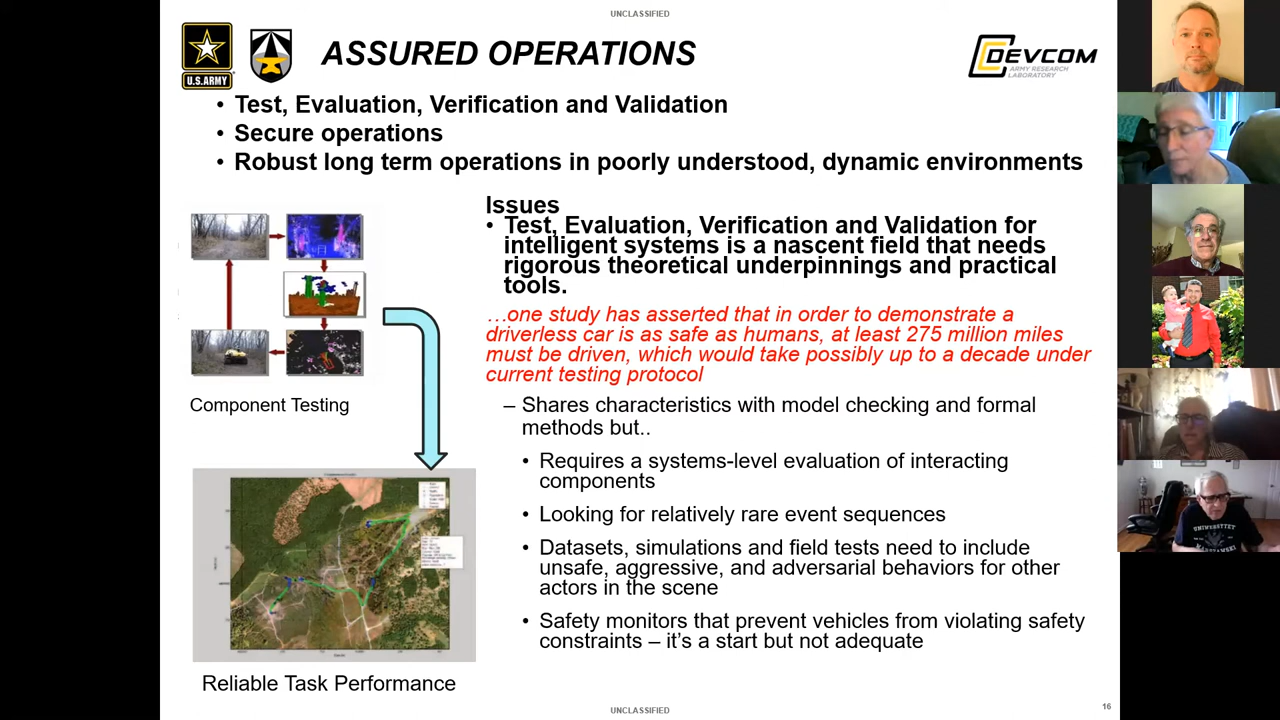 UNCLASSIFIED
U.S.ARMY
ASSURED OPERATIONS
DEVCOM
ARMY RESEARCH
LABORATORY
• Test, Evaluation, Verification and Validation
• Secure operations
• Robust long term operations in poorly understood, dynamic environments
Issues
• Test, Evaluation, Verification and Validation for
intelligent systems is a nascent field that needs
rigorous theoretical underpinnings and practical
tools.
…one study has asserted that in order to demonstrate a
driverless car is as safe as humans, at least 275 million miles
must be driven, which would take possibly up to a decade under
current testing protocol
– Shares characteristics with model checking and formal
methods but..
• Requires a systems-level evaluation of interacting
components
• Looking for relatively rare event sequences
• Datasets, simulations and field tests need to include
unsafe, aggressive, and adversarial behaviors for other
actors in the scene
• Safety monitors that prevent vehicles from violating safety
constraints – it's a start but not adequate
Component Testing
Reliable Task Performance
UNIWERSYTET
WARSZAWSKI
16
UNCLASSIFIED